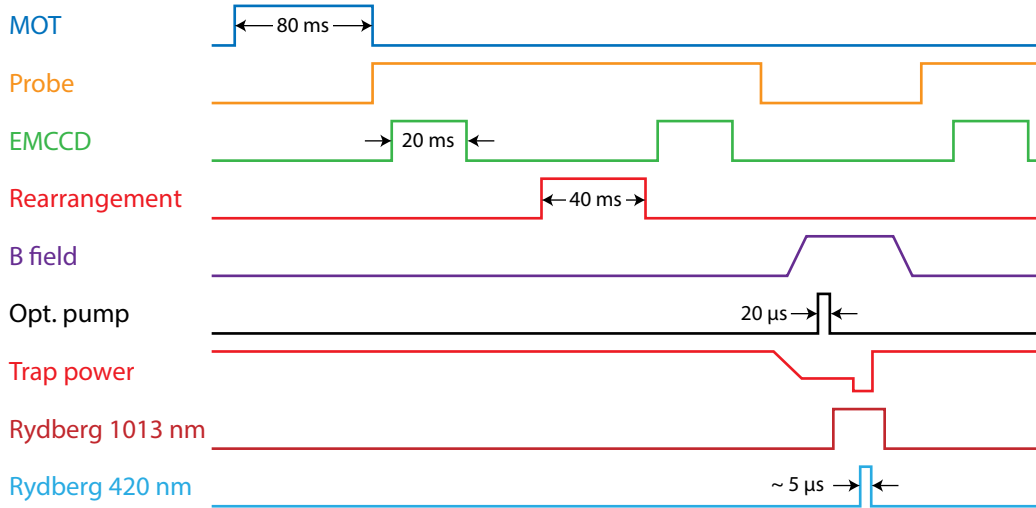 MOT
80 ms
Probe
EMCCD
20 ms
Rearrangement
40 ms
B field
Opt. pump
20 μs
Trap power
Rydberg 1013 nm
Rydberg 420 nm
~ 5 μs